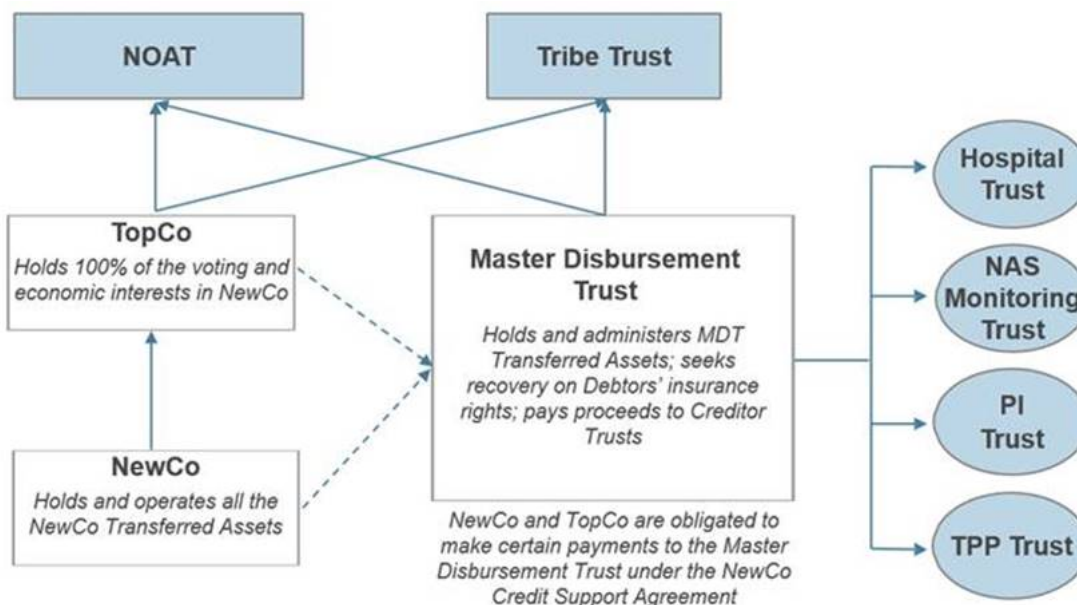 NOAT
Tribe Trust
TopCo
Holds 100% of the voting and
economic interests in NewCo
NewCo
Holds and operates all the
NewCo Transferred Assets
Master Disbursement
Trust
Holds and administers MDT
Transferred Assets; seeks
recovery on Debtors’ insurance
rights; pays proceeds to Creditor
Trusts
NewCo and TopCo are obligated to
make certain payments to the Master
Disbursement Trust under the NewCo
Credit Support Agreement
Hospital
Trust
NAS
Monitoring
Trust
PI
Trust
TPP Trust